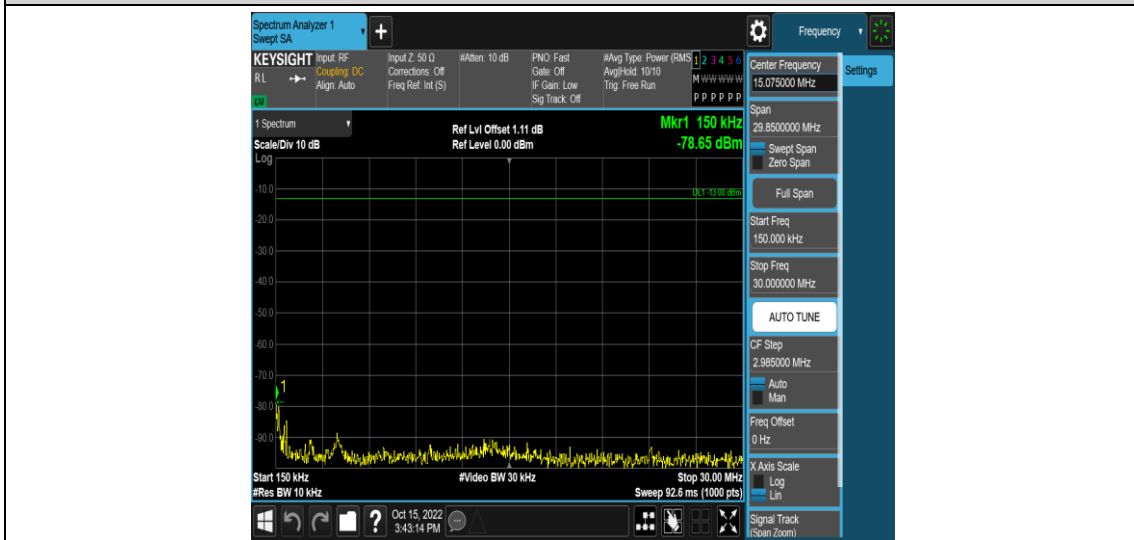 Spectrum Analyzer 1
Swept SA
+
Frequency
KEYSIGHT
RL
Input: RF
Coupling: DC
Align: Auto
Input Z: 50 Ω
Corrections: Off
Freq Ref: Int (S)
#Atten: 10 dB
PNO: Fast
Gate: Off
IF Gain: Low
Sig Track: Off
#Avg Type: Power (RMS
Avg|Hold: 10/10
Trig: Free Run
1 2 3 4 5 6
M W W W W W
P P P P P P
1 Spectrum
Scale/Div 10 dB
Log
Ref Lvl Offset 1.11 dB
Ref Level 0.00 dBm
Mkr1 150 kHz
-78.65 dBm
DL1 -13.00 dBm
-10.0
-20.0
-30.0
-40.0
-50.0
-60.0
-70.0
-80.0
-90.0
1
Start 150 kHz
#Res BW 10 kHz
#Video BW 30 kHz
Stop 30.00 MHz
Sweep 92.6 ms (1000 pts)
?
Oct 15, 2022
3:43:14 PM
Center Frequency
15.075000 MHz
Settings
Span
29.8500000 MHz
Swept Span
Zero Span
Full Span
Start Freq
150.000 kHz
Stop Freq
30.000000 MHz
AUTO TUNE
CF Step
2.985000 MHz
Auto
Man
Freq Offset
0 Hz
X Axis Scale
Log
Lin
Signal Track
(Span Zoom)